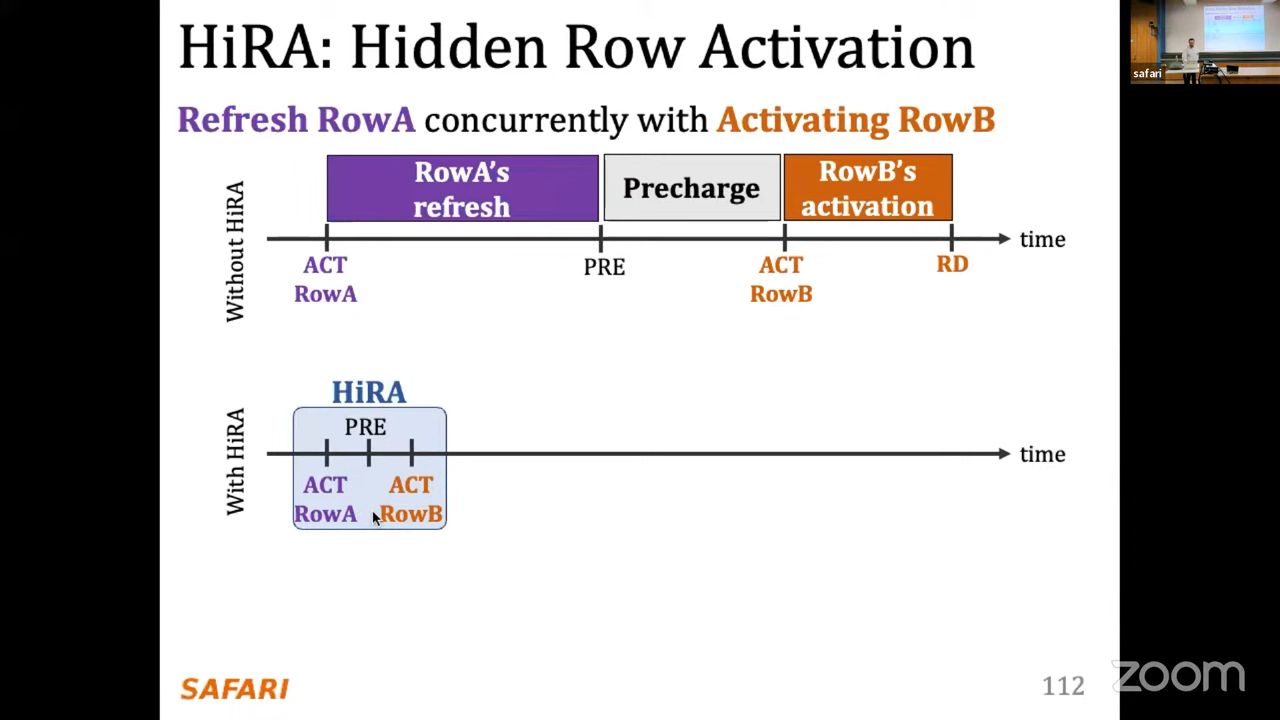 HiRA: Hidden Row Activation
safari
Refresh RowA concurrently with Activating RowB
Without HiRA
RowA's
refresh
Precharge
RowB's
activation
time
ACT
RowA
PRE
ACT
RowB
RD
With HiRA
HiRA
PRE
time
ACT
RowA
ACT
RowB
SAFARI
112
zoom